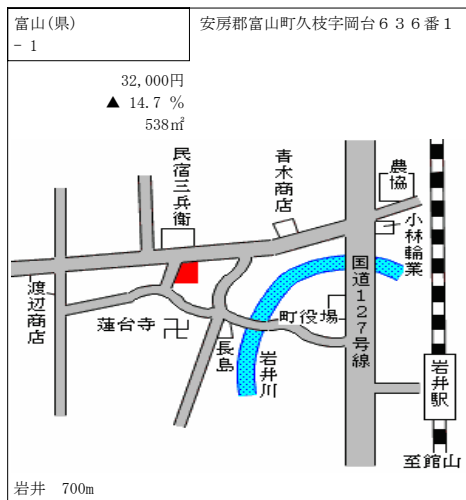 富山(県)
- 1
安房郡富山町久枝字岡台６３６番１
32,000円
▲ 14.7 %
538㎡
民宿三兵衛
青木商店
農協
小林輪業
国道127号線
渡辺商店
蓮台寺
長島
岩井川
町役場
岩井駅
至館山
岩井　700m